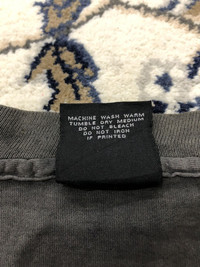 MACHINE WASH WARM
TUMBLE DRY MEDIUM
DO NOT BLEACH
DO NOT IRON
IF PRINTED